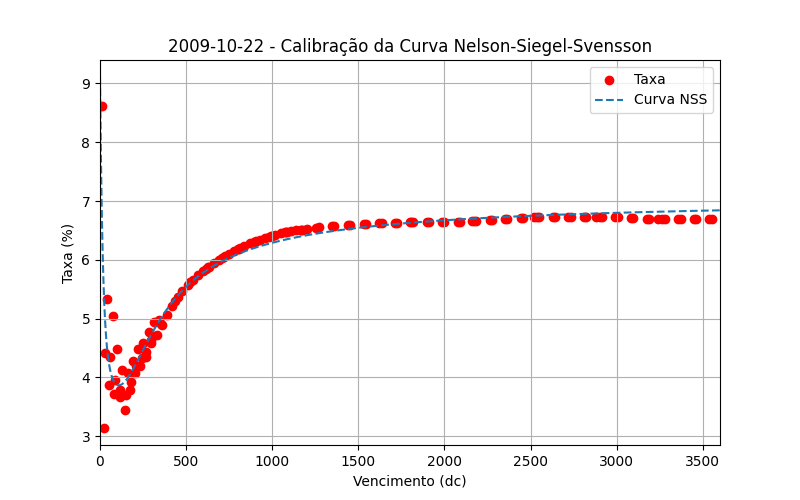 2009-10-22 - Calibração da Curva Nelson-Siegel-Svensson
Taxa
Curva NSS
Taxa (%)
9
8
7
6
5
4
3
0 500 1000 1500 2000 2500 3000 3500
Vencimento (dc)